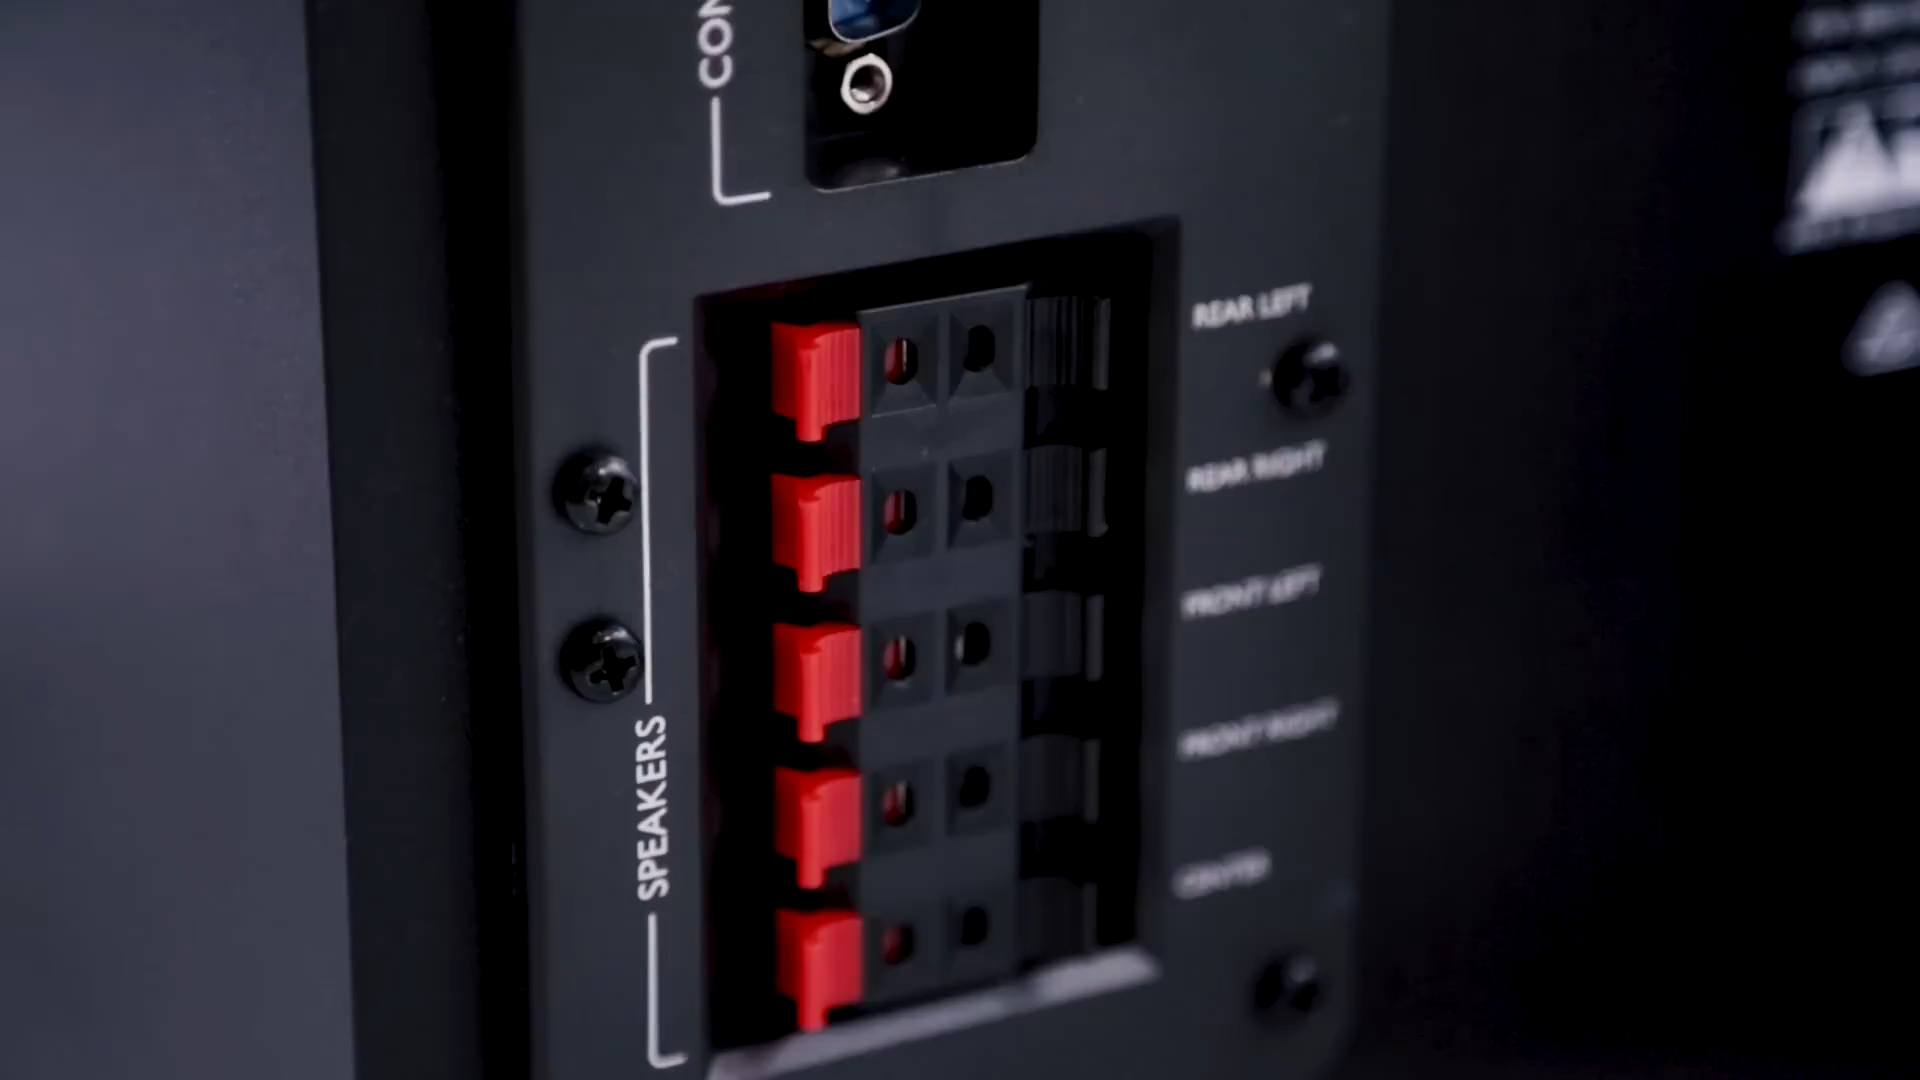 CON
REAR LEFT
REAR RIGHT
FRONT LEFT
FRONT RIGHT
SPEAKERS
CENTER